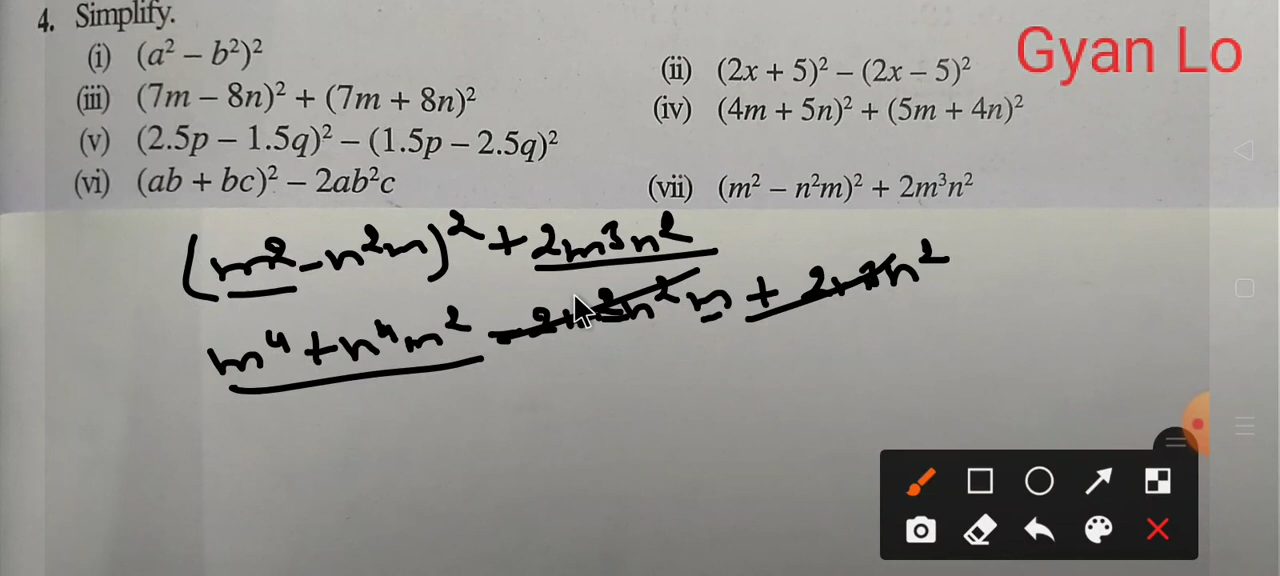 4. Simplify.
(i) (a² – b²)²
(ii) (2x + 5)² – (2x – 5)²
(iii) (7m – 8n)² + (7m + 8n)²
(iv) (4m + 5n)² + (5m + 4n)²
(v) (2.5p – 1.5q)² – (1.5p – 2.5q)²
(vi) (ab + bc)² – 2ab²c
(vii) (m² – n²m)² + 2m³n²
Gyan Lo
(m² - n²m)² + 2m³n²
m⁴ + n⁴m²